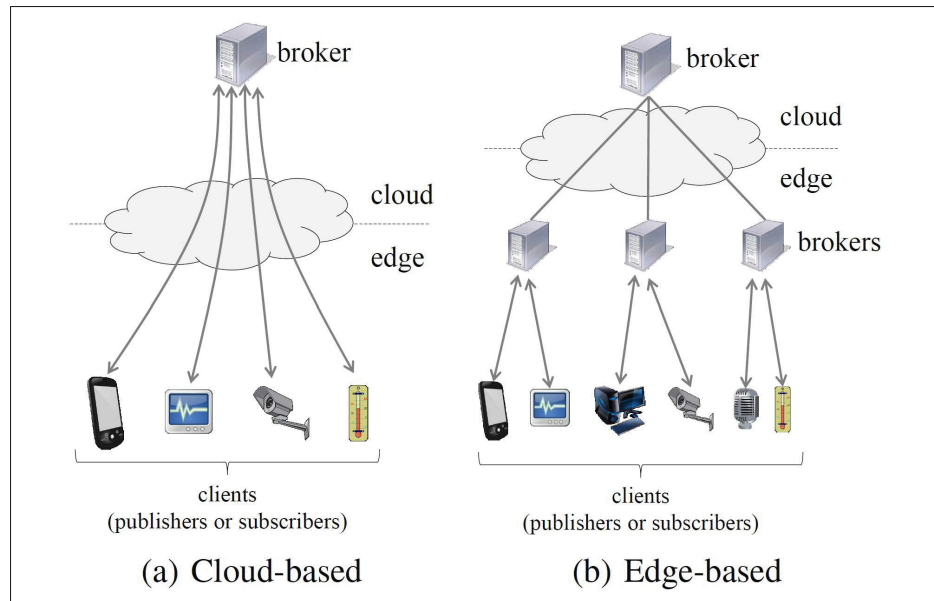 broker
cloud
edge
clients
(publishers or subscribers)
(a) Cloud-based
broker
cloud
edge
brokers
clients
(publishers or subscribers)
(b) Edge-based